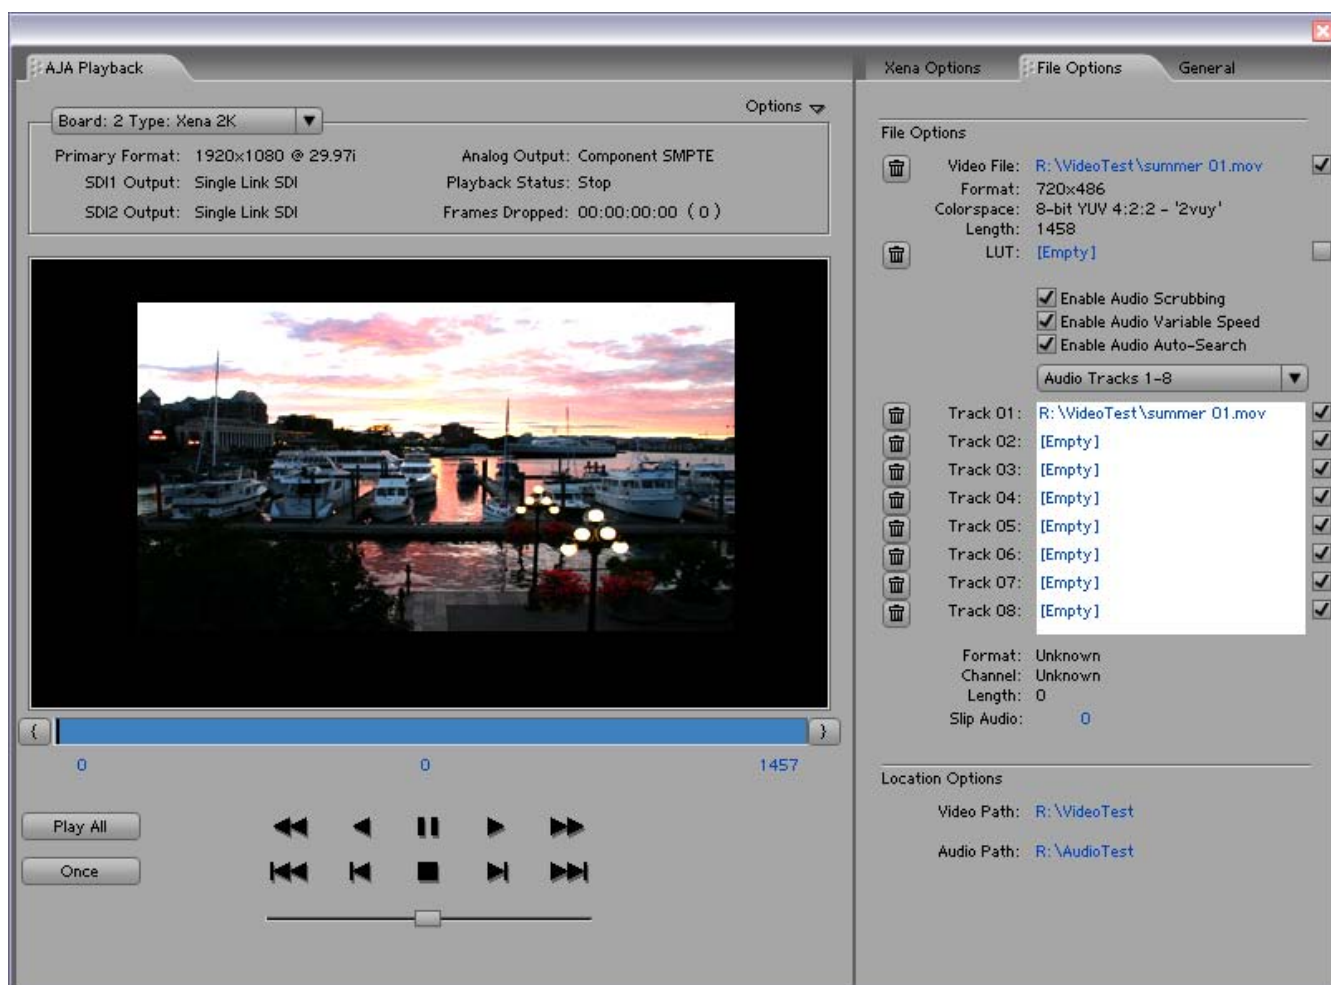 AJA Playback
Options
Board: 2 Type: Xena 2K
Primary Format: 1920x1080 @ 29.97i
Analog Output: Component SMPTE
SDI1 Output: Single Link SDI
Playback Status: Stop
SDI2 Output: Single Link SDI
Frames Dropped: 00:00:00:00 ( 0 )
{
}
0
0
1457
Play All
Once
Xena Options
File Options
General
File Options
Video File: R:\VideoTest\summer 01.mov
Format: 720x486
Colorspace: 8-bit YUV 4:2:2 - '2vuy'
Length: 1458
LUT: [Empty]
Enable Audio Scrubbing
Enable Audio Variable Speed
Enable Audio Auto-Search
Audio Tracks 1-8
Track 01: R:\VideoTest\summer 01.mov
Track 02: [Empty]
Track 03: [Empty]
Track 04: [Empty]
Track 05: [Empty]
Track 06: [Empty]
Track 07: [Empty]
Track 08: [Empty]
Format: Unknown
Channel: Unknown
Length: 0
Slip Audio: 0
Location Options
Video Path: R:\VideoTest
Audio Path: R:\AudioTest